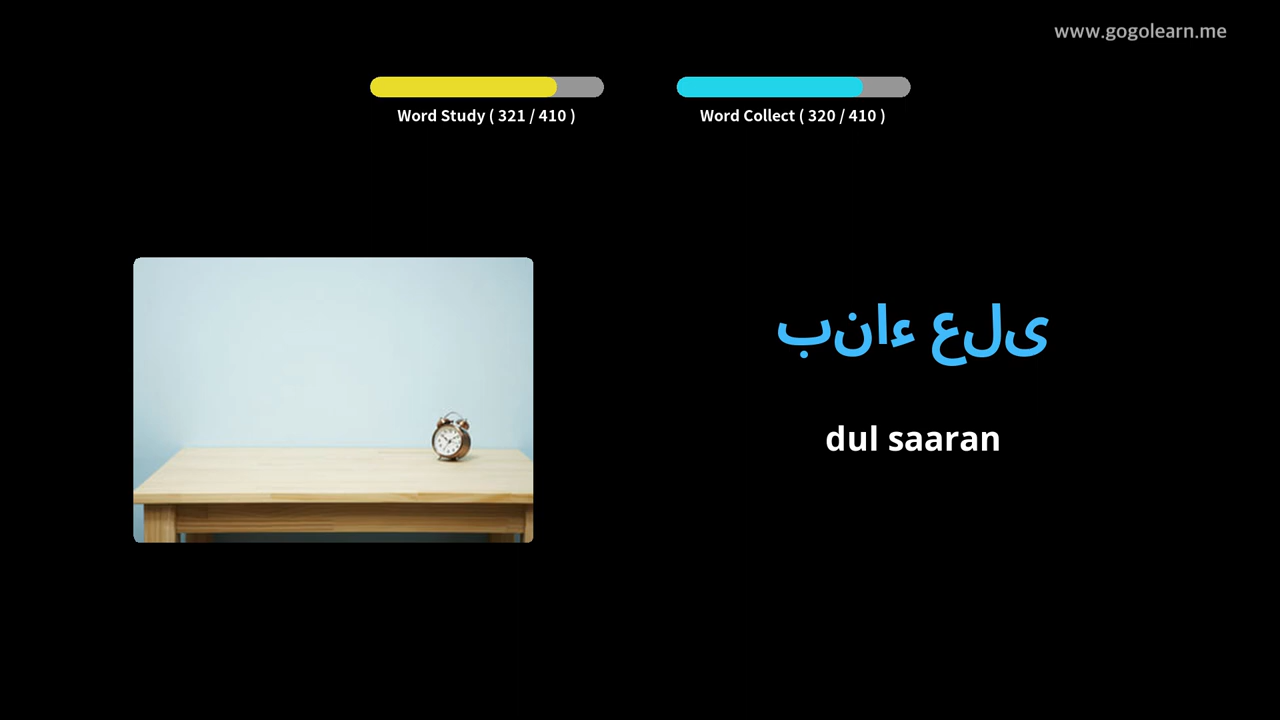 www.gogolearn.me
Word Study ( 321 / 410 )
Word Collect ( 320 / 410 )
بناء على
dul saaran